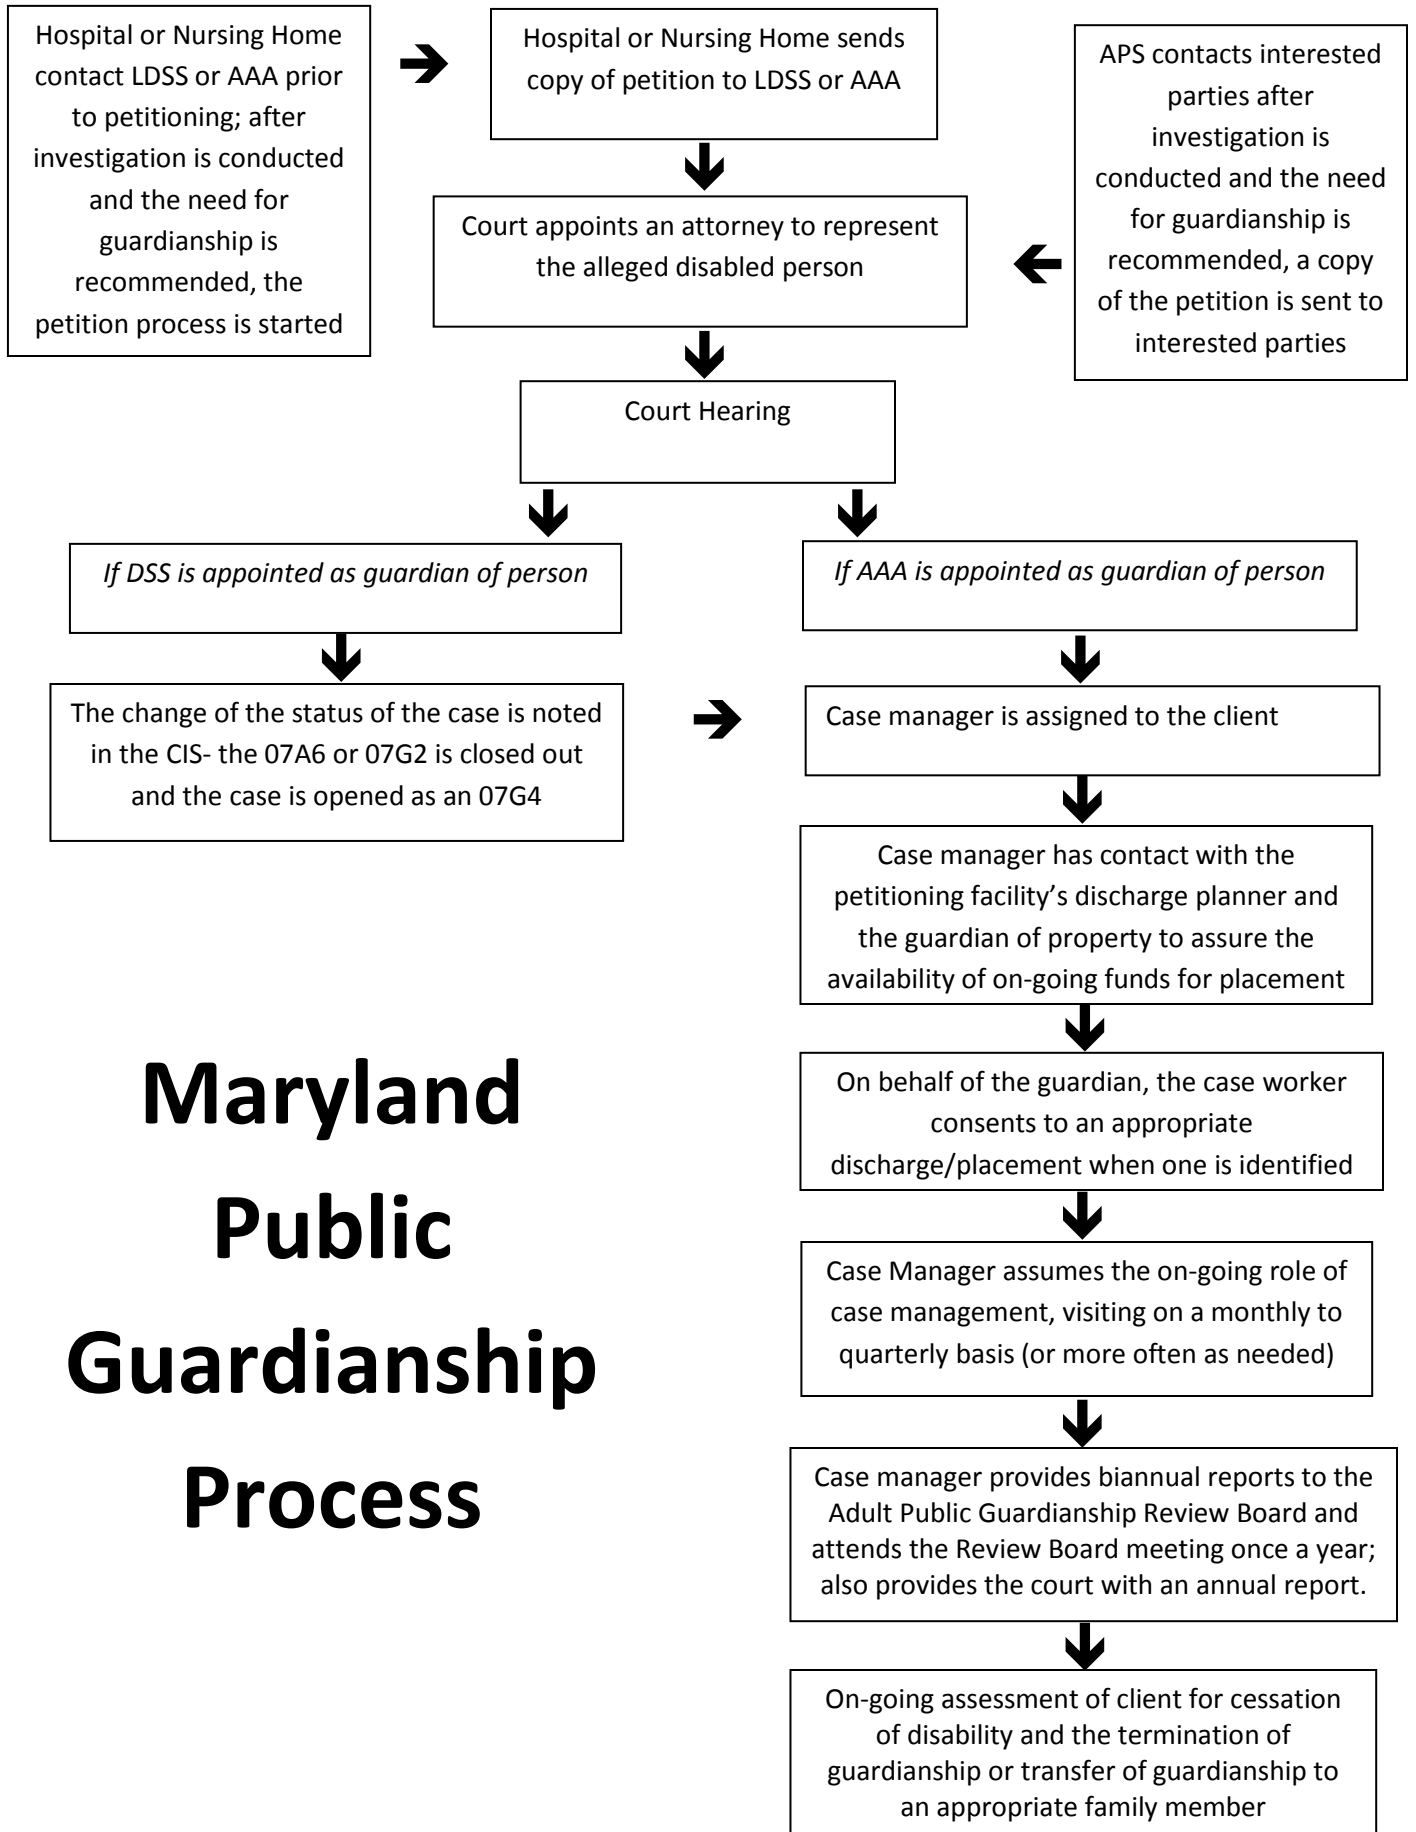 Hospital or Nursing Home
contact LDSS or AAA prior
to petitioning; after
investigation is conducted
and the need for
guardianship is
recommended, the
petition process is started
Hospital or Nursing Home sends
copy of petition to LDSS or AAA
APS contacts interested
parties after
investigation is
conducted and the need
for guardianship is
recommended, a copy
of the petition is sent to
interested parties
Court appoints an attorney to represent
the alleged disabled person
Court Hearing
If DSS is appointed as guardian of person
If AAA is appointed as guardian of person
The change of the status of the case is noted
in the CIS- the 07A6 or 07G2 is closed out
and the case is opened as an 07G4
Case manager is assigned to the client
Case manager has contact with the
petitioning facility’s discharge planner and
the guardian of property to assure the
availability of on-going funds for placement
On behalf of the guardian, the case worker
consents to an appropriate
discharge/placement when one is identified
Case Manager assumes the on-going role of
case management, visiting on a monthly to
quarterly basis (or more often as needed)
Case manager provides biannual reports to the
Adult Public Guardianship Review Board and
attends the Review Board meeting once a year;
also provides the court with an annual report.
On-going assessment of client for cessation
of disability and the termination of
guardianship or transfer of guardianship to
an appropriate family member
Maryland
Public
Guardianship
Process